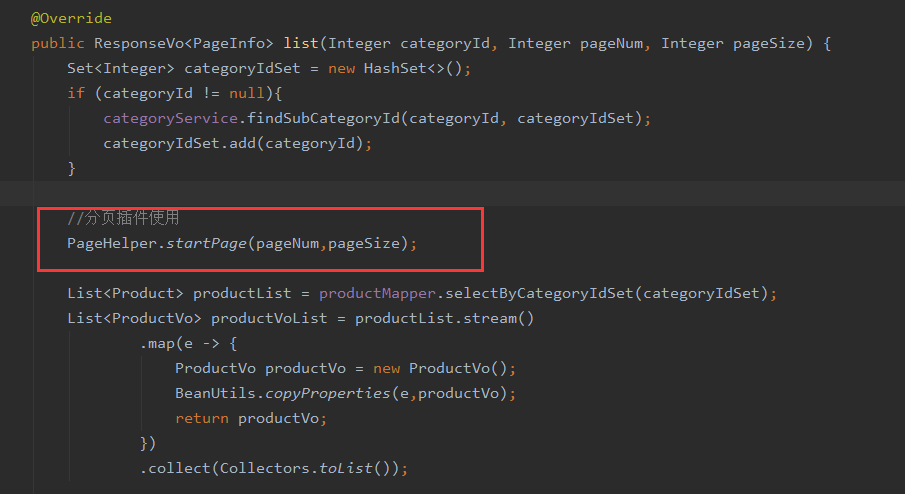 @Override
public ResponseVo<PageInfo> list(Integer categoryId, Integer pageNum, Integer pageSize) {
Set<Integer> categoryIdSet = new HashSet<>();
if (categoryId != null){
categoryService.findSubCategoryId(categoryId, categoryIdSet);
categoryIdSet.add(categoryId);
}
//分页插件使用
PageHelper.startPage(pageNum,pageSize);
List<Product> productList = productMapper.selectByCategoryIdSet(categoryIdSet);
List<ProductVo> productVoList = productList.stream()
.map(e -> {
ProductVo productVo = new ProductVo();
BeanUtils.copyProperties(e,productVo);
return productVo;
})
.collect(Collectors.toList());